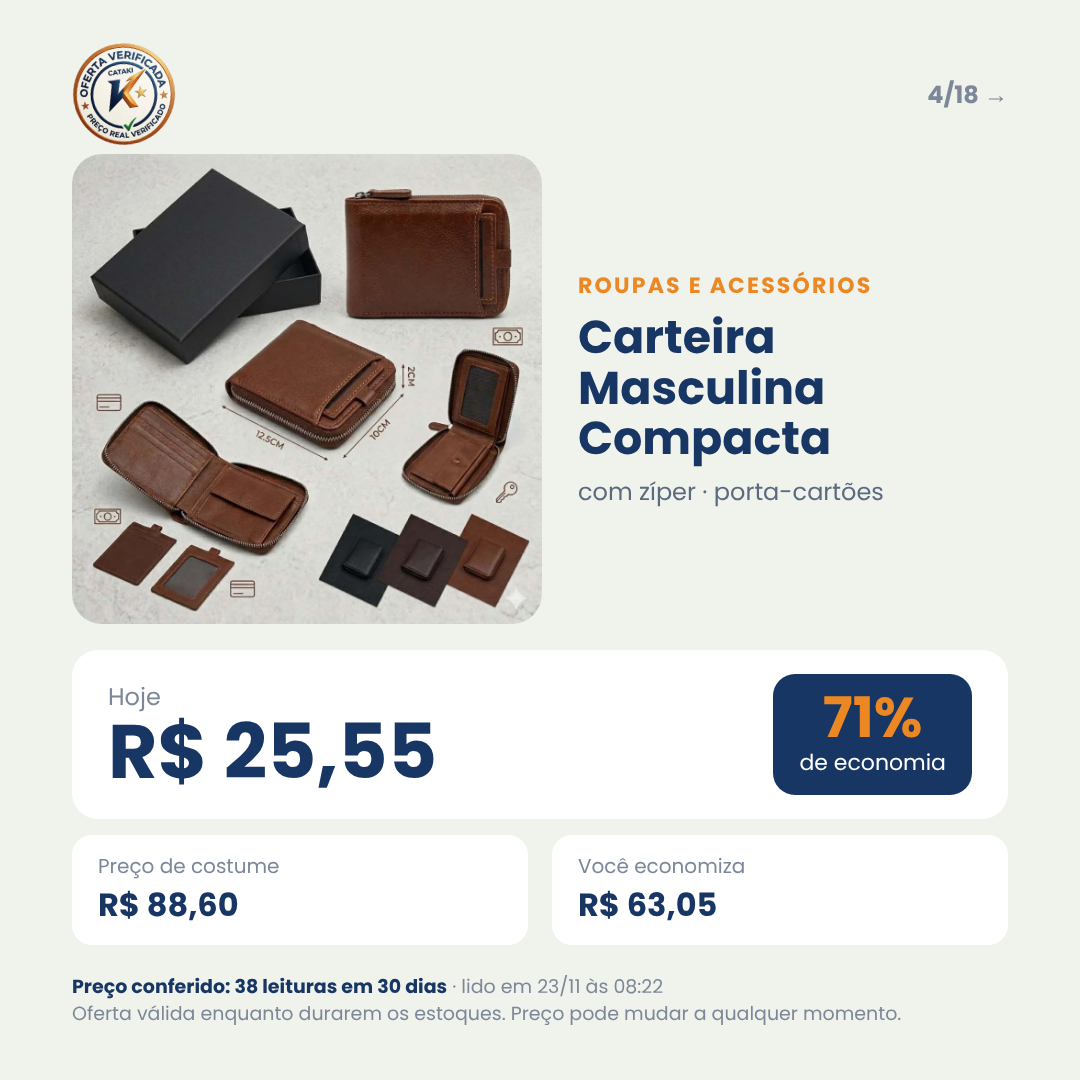 OFERTA VERIFICADA
CATAKI
K
PREÇO REAL VERIFICADO
4/18 →
2CM
12.5CM
10CM
ROUPAS E ACESSÓRIOS
Carteira
Masculina
Compacta
com zíper · porta-cartões
Hoje
R$ 25,55
71%
de economia
Preço de costume
R$ 88,60
Você economiza
R$ 63,05
Preço conferido: 38 leituras em 30 dias · lido em 23/11 às 08:22
Oferta válida enquanto durarem os estoques. Preço pode mudar a qualquer momento.